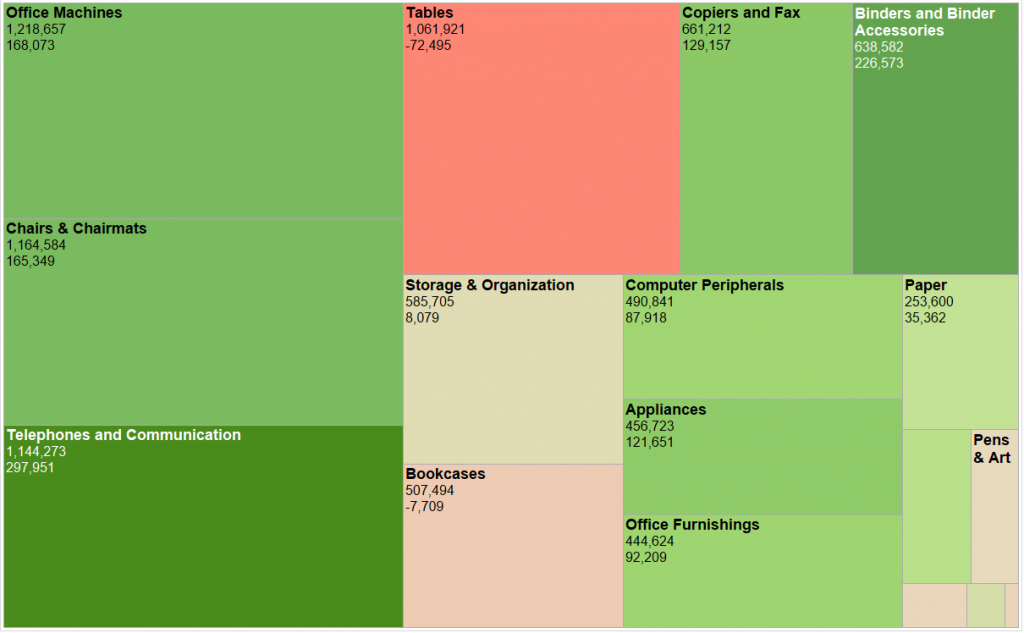 Office Machines
1,218,657
168,073
Tables
1,061,921
-72,495
Copiers and Fax
661,212
129,157
Binders and Binder
Accessories
638,582
226,573
Chairs & Chairmats
1,164,584
165,349
Storage & Organization
585,705
8,079
Computer Peripherals
490,841
87,918
Paper
253,600
35,362
Appliances
456,723
121,651
Telephones and Communication
1,144,273
297,951
Pens
& Art
Bookcases
507,494
-7,709
Office Furnishings
444,624
92,209